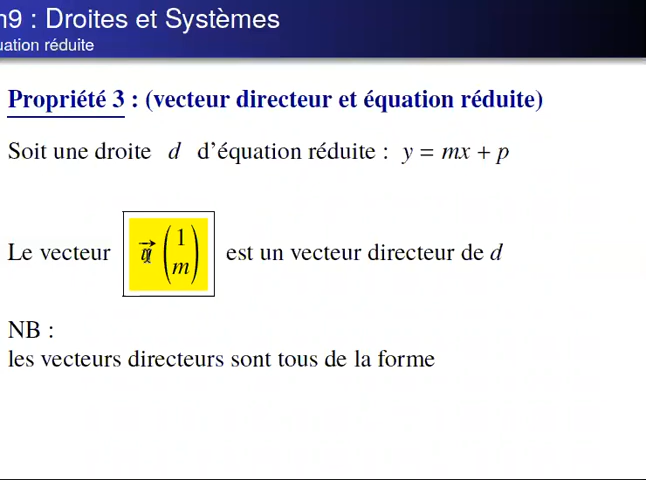 n9 : Droites et Systèmes
uation réduite
Propriété 3 : (vecteur directeur et équation réduite)
Soit une droite d d'équation réduite : y = mx + p
Le vecteur (1 m) est un vecteur directeur de d
NB :
les vecteurs directeurs sont tous de la forme